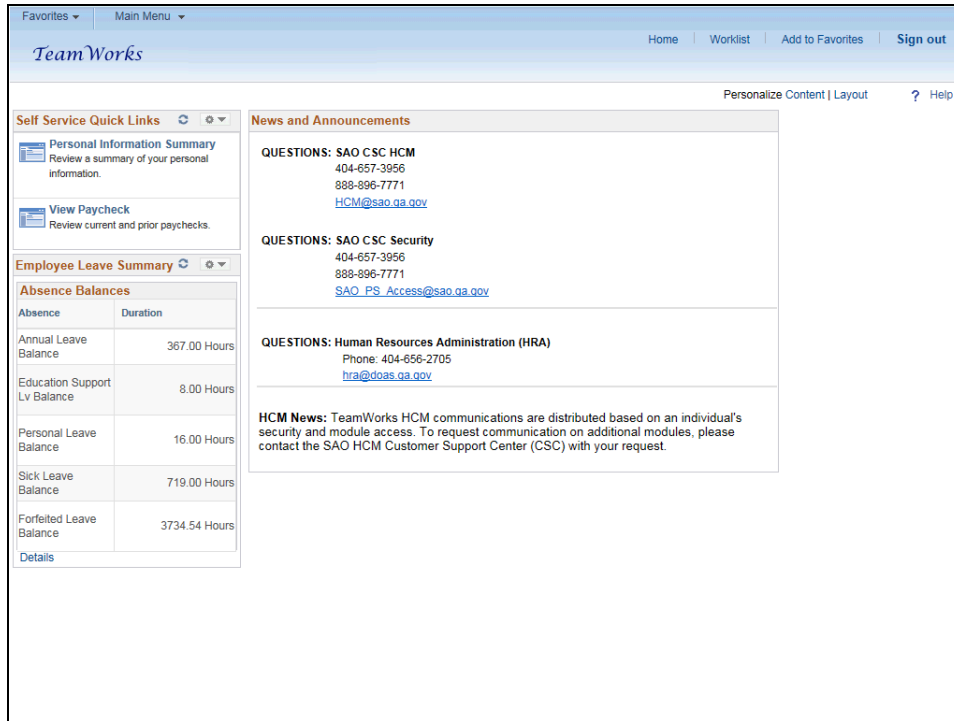 Favorites Main Menu
TeamWorks
Home Worklist Add to Favorites Sign out
Personalize Content | Layout ? Help
Self Service Quick Links
Personal Information Summary
Review a summary of your personal
information.
View Paycheck
Review current and prior paychecks.
Employee Leave Summary
Absence Balances
Absence Duration
Annual Leave
Balance
367.00 Hours
Education Support
Lv Balance
8.00 Hours
Personal Leave
Balance
16.00 Hours
Sick Leave
Balance
719.00 Hours
Forfeited Leave
Balance
3734.54 Hours
Details
News and Announcements
QUESTIONS: SAO CSC HCM
404-657-3956
888-896-7771
HCM@sao.ga.gov
QUESTIONS: SAO CSC Security
404-657-3956
888-896-7771
SAO_PS_Access@sao.ga.gov
QUESTIONS: Human Resources Administration (HRA)
Phone: 404-656-2705
hra@doas.ga.gov
HCM News: TeamWorks HCM communications are distributed based on an individual's
security and module access. To request communication on additional modules, please
contact the SAO HCM Customer Support Center (CSC) with your request.